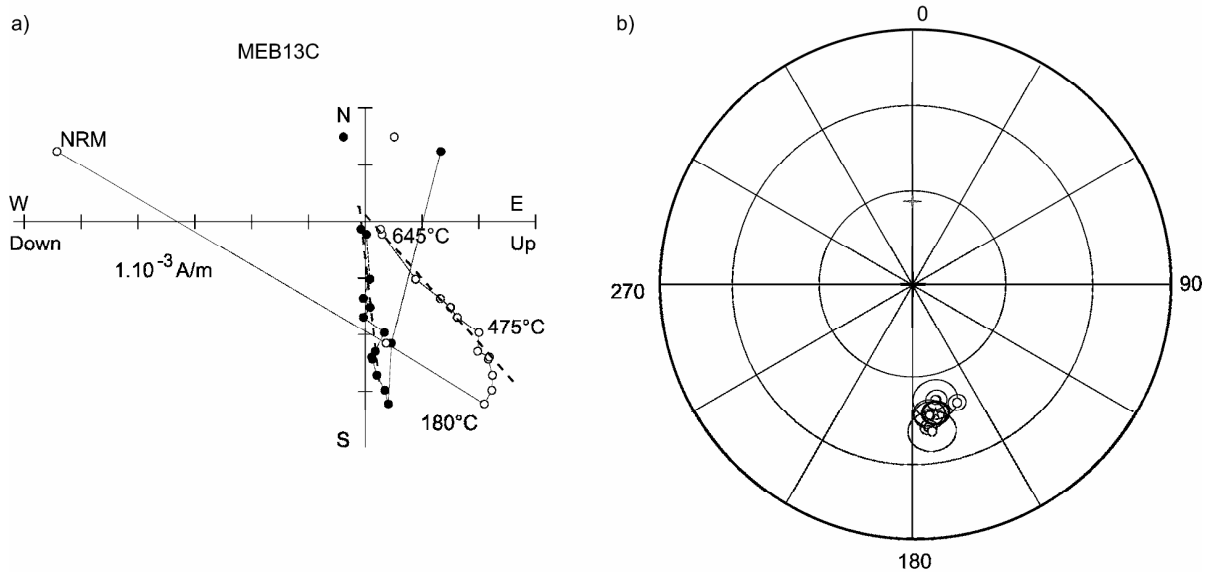 a)
MEB13C
N
NRM
W
E
Down
Up
645°C
1.10⁻³ A/m
475°C
180°C
S
b)
0
270
90
180